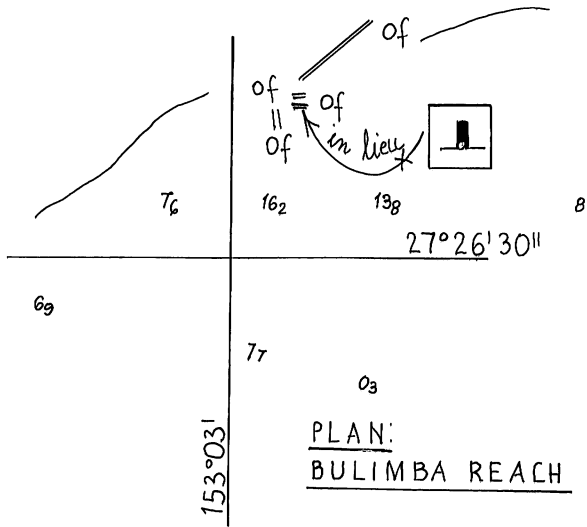 Of
Of
Of
Of
in lieu
7₆ 16₂ 13₈ 8
27°26'30"
6₉
7₇
0₃
153°03'
PLAN:
BULIMBA REACH